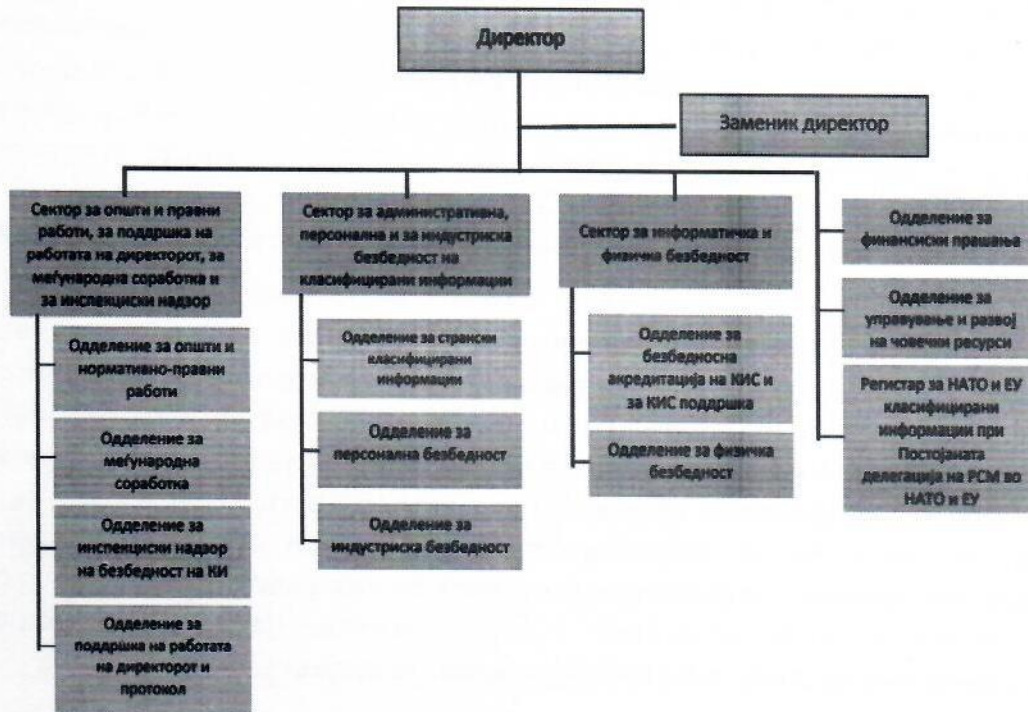 Директор
Заменик директор
Сектор за општи и правни
работи, за поддршка на
работата на директорот, за
меѓународна соработка и
за инспекциски надзор
Одделение за општи и
нормативно-правни
работи
Одделение за
меѓународна
соработка
Одделение за
инспекциски надзор
на безбедност на КИ
Одделение за
поддршка на работата
на директорот и
протокол
Сектор за административна,
персонална и за индустриска
безбедност на
класифицирани информации
Одделение за странски
класифицирани
информации
Одделение за
персонална безбедност
Одделение за
индустриска безбедност
Сектор за информатичка и
физичка безбедност
Одделение за
безбедносна
акредитација на КИС и
за КИС поддршка
Одделение за физичка
безбедност
Одделение за
финансиски прашања
Одделение за
управување и развој
на човечки ресурси
Регистар за НАТО и ЕУ
класифицирани
информации при
Постојаната
делегација на РСМ во
НАТО и ЕУ